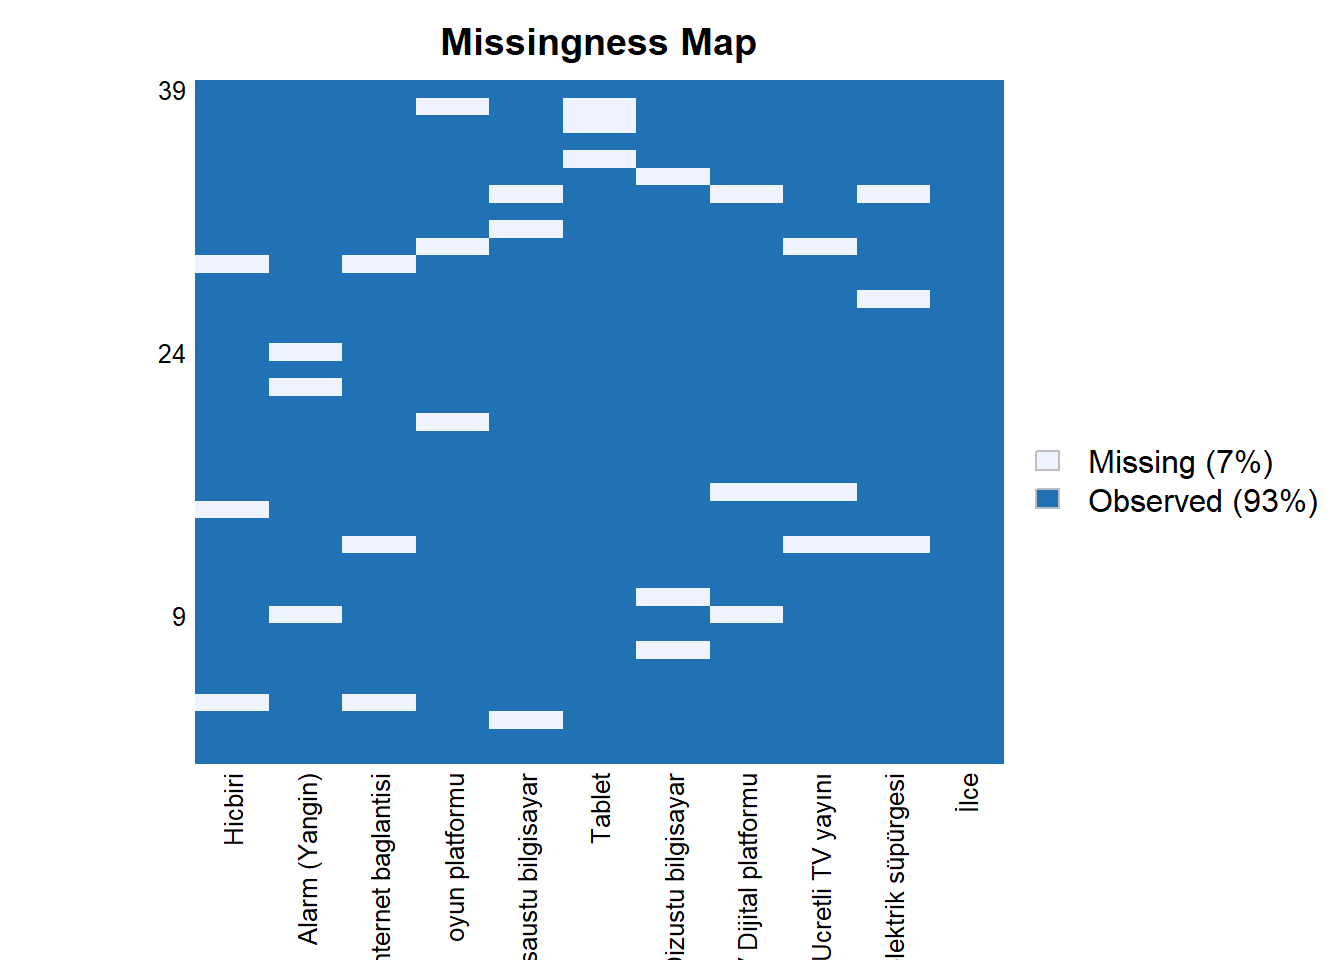 Missingness Map
39
24
9
Missing (7%)
Observed (93%)
Hicbiri
Alarm (Yangin)
nternet baglantisi
oyun platformu
saustu bilgisayar
Tablet
Dizustu bilgisayar
Dijital platformu
Ucretli TV yayını
lektrik süpürgesi
İlce